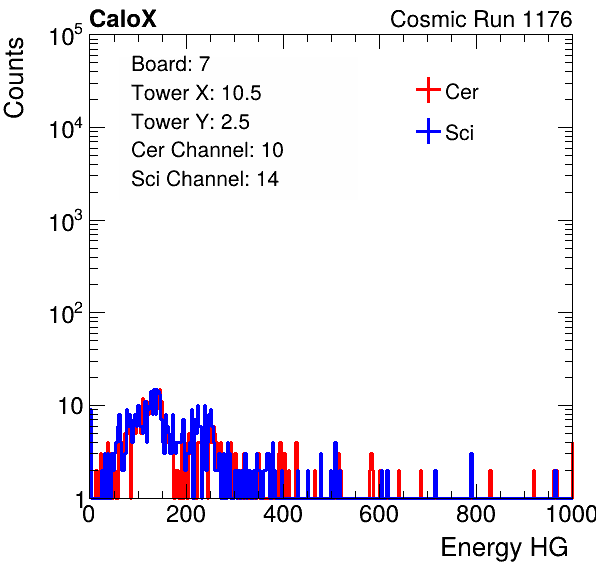 CaloX Cosmic Run 1176
Counts
10^5
10^4
10^3
10^2
10
1
Board: 7
Tower X: 10.5
Tower Y: 2.5
Cer Channel: 10
Sci Channel: 14
Cer
Sci
0 200 400 600 800 1000
Energy HG